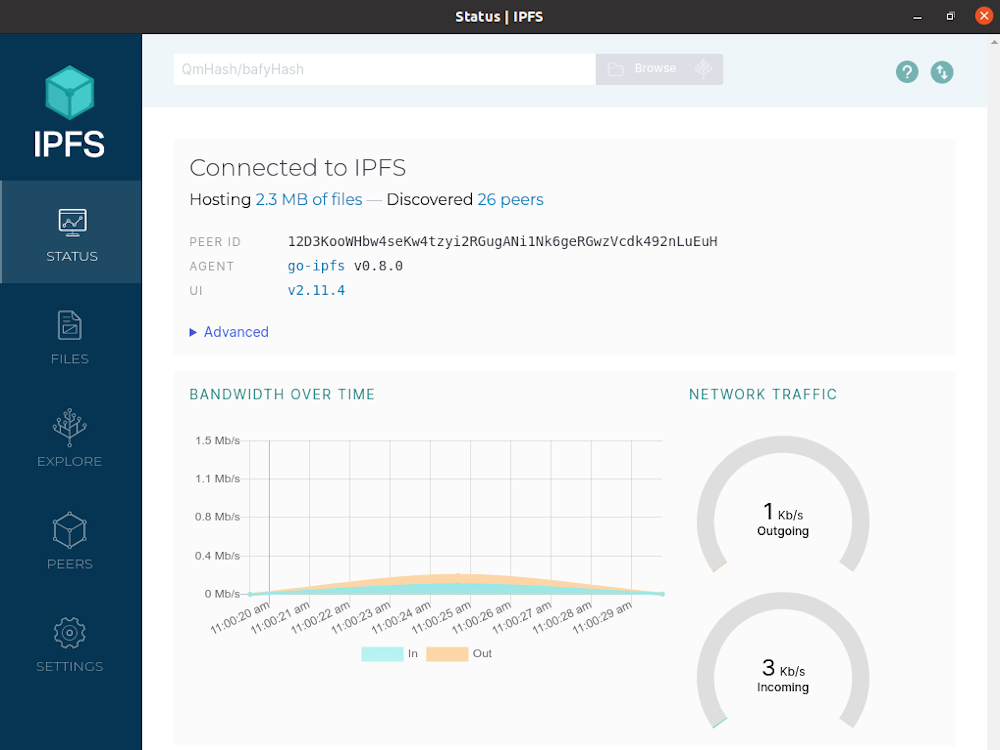 Status | IPFS
QmHash/bafyHash
Browse
?
IPFS
STATUS
FILES
EXPLORE
PEERS
SETTINGS
Connected to IPFS
Hosting 2.3 MB of files — Discovered 26 peers
PEER ID 12D3KooWHbw4seKw4tzyi2RGugANi1Nk6geRGwzVcdk492nLuEuH
AGENT go-ipfs v0.8.0
UI v2.11.4
Advanced
BANDWIDTH OVER TIME
1.5 Mb/s
1.1 Mb/s
0.8 Mb/s
0.4 Mb/s
0 Mb/s
11:00:20 am 11:00:21 am 11:00:22 am 11:00:23 am 11:00:24 am 11:00:25 am 11:00:26 am 11:00:27 am 11:00:28 am 11:00:29 am
In Out
NETWORK TRAFFIC
1 Kb/s
Outgoing
3 Kb/s
Incoming